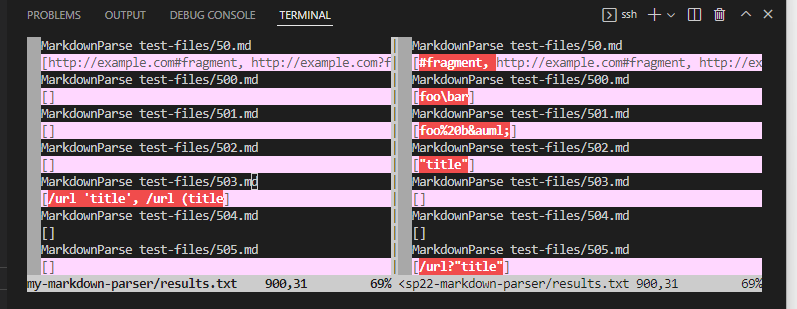 PROBLEMS OUTPUT DEBUG CONSOLE TERMINAL ssh
MarkdownParse test-files/50.md
[http://example.com#fragment, http://example.com?f
MarkdownParse test-files/500.md
[]
MarkdownParse test-files/501.md
[]
MarkdownParse test-files/502.md
[]
MarkdownParse test-files/503.md
[/url 'title', /url (title]
MarkdownParse test-files/504.md
[]
MarkdownParse test-files/505.md
[]
my-markdown-parser/results.txt 900,31 69%
MarkdownParse test-files/50.md
[#fragment, http://example.com#fragment, http://ex
MarkdownParse test-files/500.md
[foo\bar]
MarkdownParse test-files/501.md
[foo%20b&auml;]
MarkdownParse test-files/502.md
["title"]
MarkdownParse test-files/503.md
[]
MarkdownParse test-files/504.md
[]
MarkdownParse test-files/505.md
[/url?"title"]
<sp22-markdown-parser/results.txt 900,31 69%